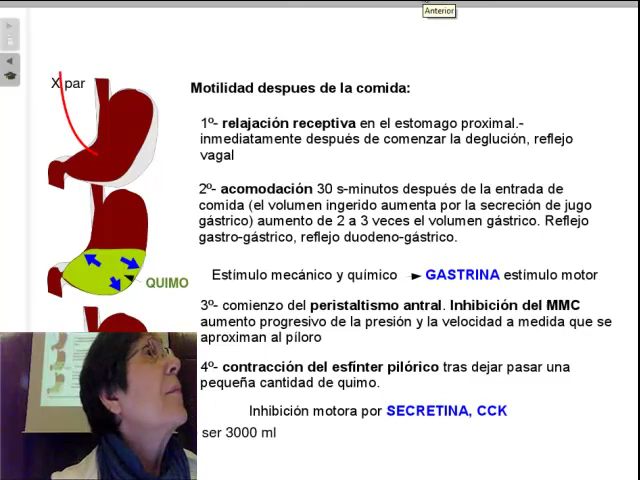 Anterior
X par
Motilidad despues de la comida:
1º- relajación receptiva en el estomago proximal.-
inmediatamente después de comenzar la deglución, reflejo
vagal
2º- acomodación 30 s-minutos después de la entrada de
comida (el volumen ingerido aumenta por la secreción de jugo
gástrico) aumento de 2 a 3 veces el volumen gástrico. Reflejo
gastro-gástrico, reflejo duodeno-gástrico.
Estímulo mecánico y químico GASTRINA estímulo motor
QUIMO
3º- comienzo del peristaltismo antral. Inhibición del MMC
aumento progresivo de la presión y la velocidad a medida que se
aproximan al píloro
4º- contracción del esfínter pilórico tras dejar pasar una
pequeña cantidad de quimo.
Inhibición motora por SECRETINA, CCK
ser 3000 ml